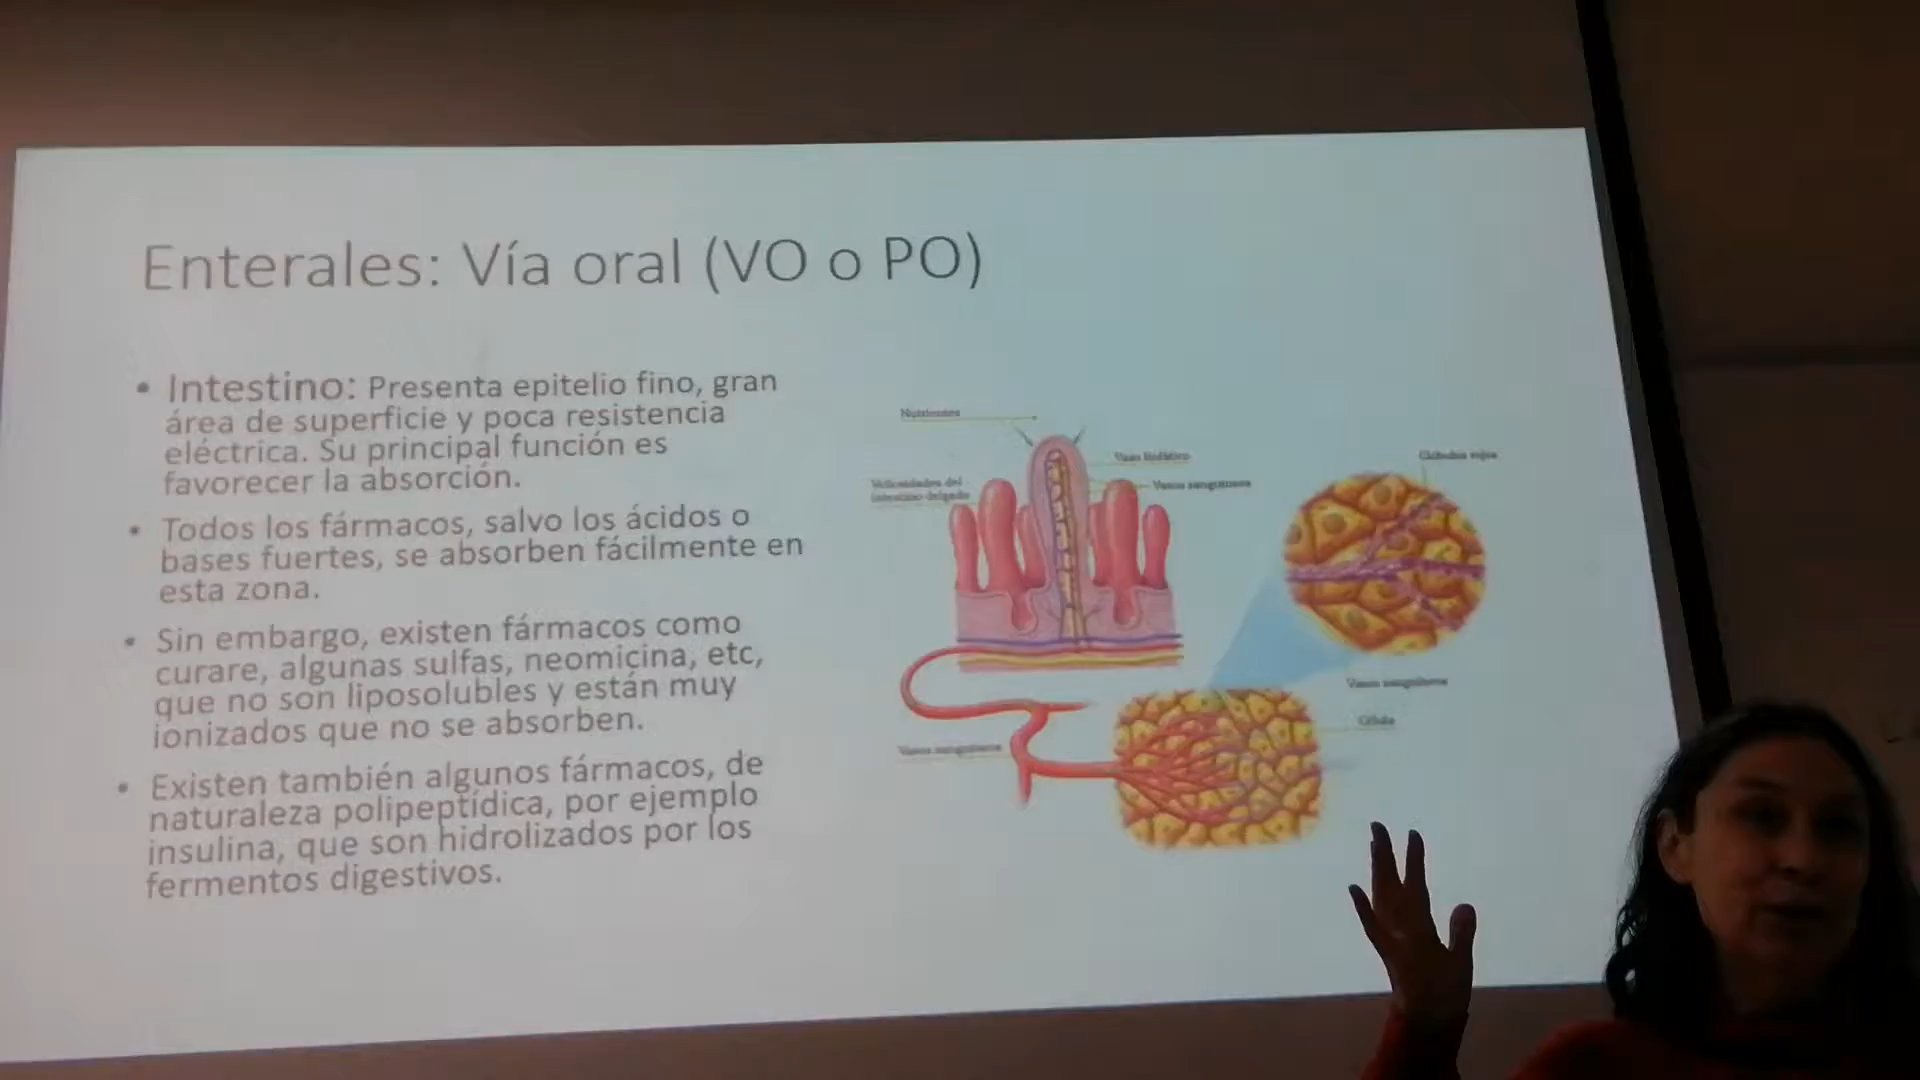 Enterales: Vía oral (VO o PO)
• Intestino: Presenta epitelio fino, gran
área de superficie y poca resistencia
eléctrica. Su principal función es
favorecer la absorción.
• Todos los fármacos, salvo los ácidos o
bases fuertes, se absorben fácilmente en
esta zona.
• Sin embargo, existen fármacos como
curare, algunas sulfas, neomicina, etc,
que no son liposolubles y están muy
ionizados que no se absorben.
• Existen también algunos fármacos, de
naturaleza polipeptídica, por ejemplo
insulina, que son hidrolizados por los
fermentos digestivos.
Nutrientes
Vaso linfático
Vellosidades del
intestino delgado
Vasos sanguíneos
Glóbulos rojos
Vasos sanguíneos
Célula
Vasos sanguíneos